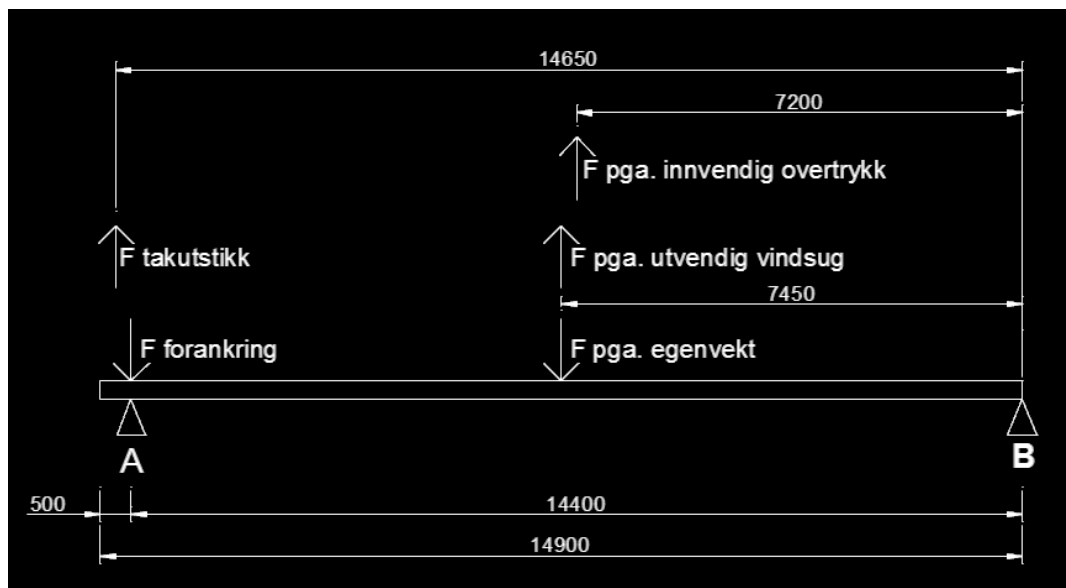 14650
7200
F pga. innvendig overtrykk
F takutstikk
F pga. utvendig vindsug
7450
F forankring
F pga. egenvekt
A
B
500
14400
14900